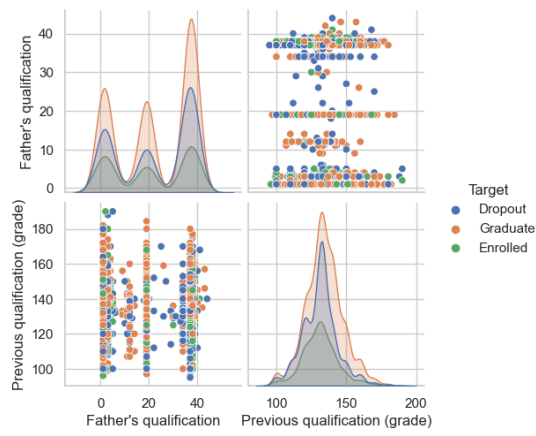 Father's qualification
40
30
20
10
0
Previous qualification (grade)
180
160
140
120
100
0
20
40
Father's qualification
100
150
200
Previous qualification (grade)
Target
Dropout
Graduate
Enrolled